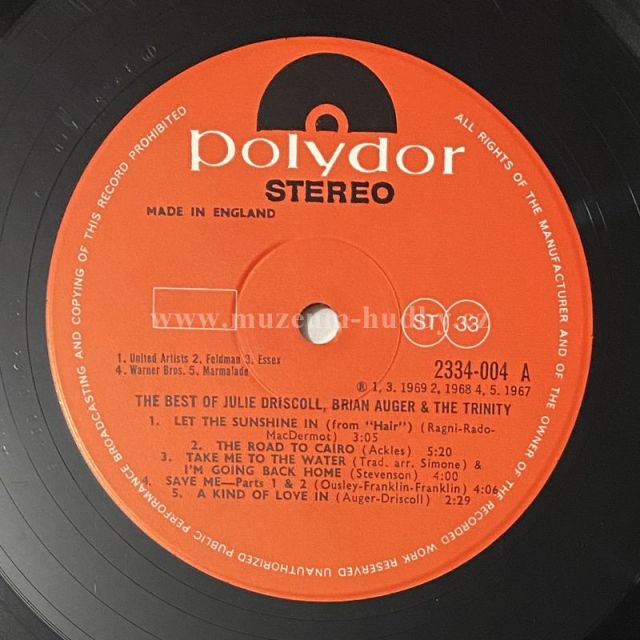 polydor
STEREO
MADE IN ENGLAND
www.muzeum-hudby.cz
ST. 33
1. United Artists 2. Feldman 3. Essex
4. Warner Bros. 5. Marmalade
2334-004 A
℗ 1, 3. 1969 2, 1968 4, 5. 1967
THE BEST OF JULIE DRISCOLL, BRIAN AUGER & THE TRINITY
1. LET THE SUNSHINE IN (from "Hair") (Ragni-Rado-
MacDermot) 3:05
2. THE ROAD TO CAIRO (Ackles) 5:20
3. TAKE ME TO THE WATER (Trad. arr. Simone) &
I'M GOING BACK HOME (Stevenson) 4:00
4. SAVE ME—Parts 1 & 2 (Ousley-Franklin-Franklin) 4:06
5. A KIND OF LOVE IN (Auger-Driscoll) 2:29
ALL RIGHTS OF THE MANUFACTURER AND OF THE OWNER OF THE RECORDED WORK RESERVED UNAUTHORIZED PUBLIC PERFORMANCE BROADCASTING AND COPYING OF THIS RECORD PROHIBITED